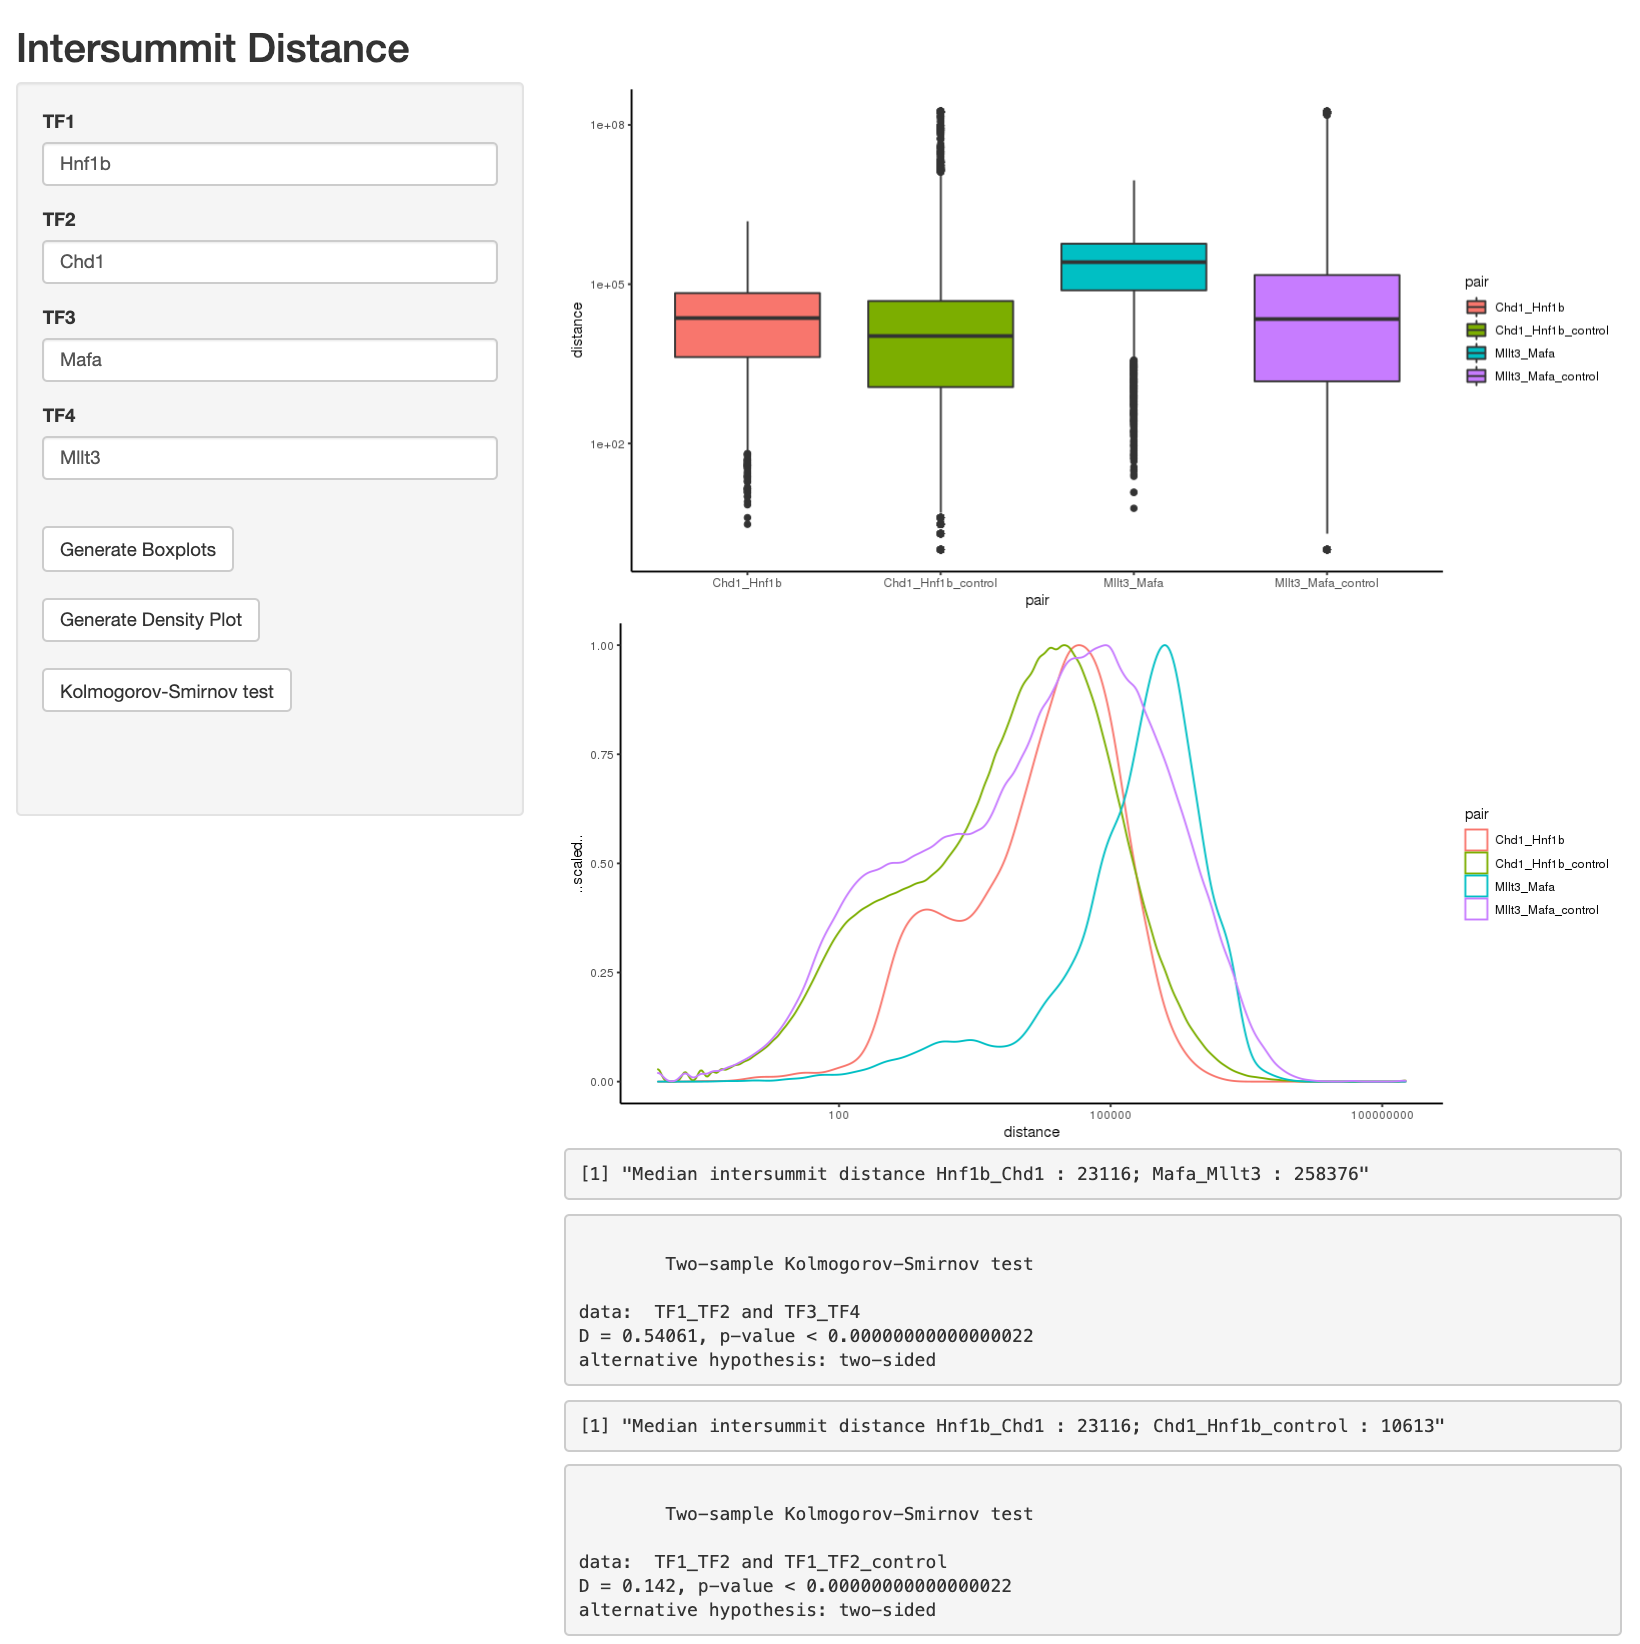 Intersummit Distance
TF1
Hnf1b
TF2
Chd1
TF3
Mafa
TF4
Mllt3
Generate Boxplots
Generate Density Plot
Kolmogorov-Smirnov test
1e+08
1e+05
1e+02
distance
Chd1_Hnf1b
Chd1_Hnf1b_control
Mllt3_Mafa
Mllt3_Mafa_control
pair
pair
Chd1_Hnf1b
Chd1_Hnf1b_control
Mllt3_Mafa
Mllt3_Mafa_control
1.00
0.75
0.50
0.25
0.00
..scaled..
100
100000
100000000
distance
pair
Chd1_Hnf1b
Chd1_Hnf1b_control
Mllt3_Mafa
Mllt3_Mafa_control
[1] "Median intersummit distance Hnf1b_Chd1 : 23116; Mafa_Mllt3 : 258376"
Two-sample Kolmogorov-Smirnov test
data:  TF1_TF2 and TF3_TF4
D = 0.54061, p-value < 0.00000000000000022
alternative hypothesis: two-sided
[1] "Median intersummit distance Hnf1b_Chd1 : 23116; Chd1_Hnf1b_control : 10613"
Two-sample Kolmogorov-Smirnov test
data:  TF1_TF2 and TF1_TF2_control
D = 0.142, p-value < 0.00000000000000022
alternative hypothesis: two-sided